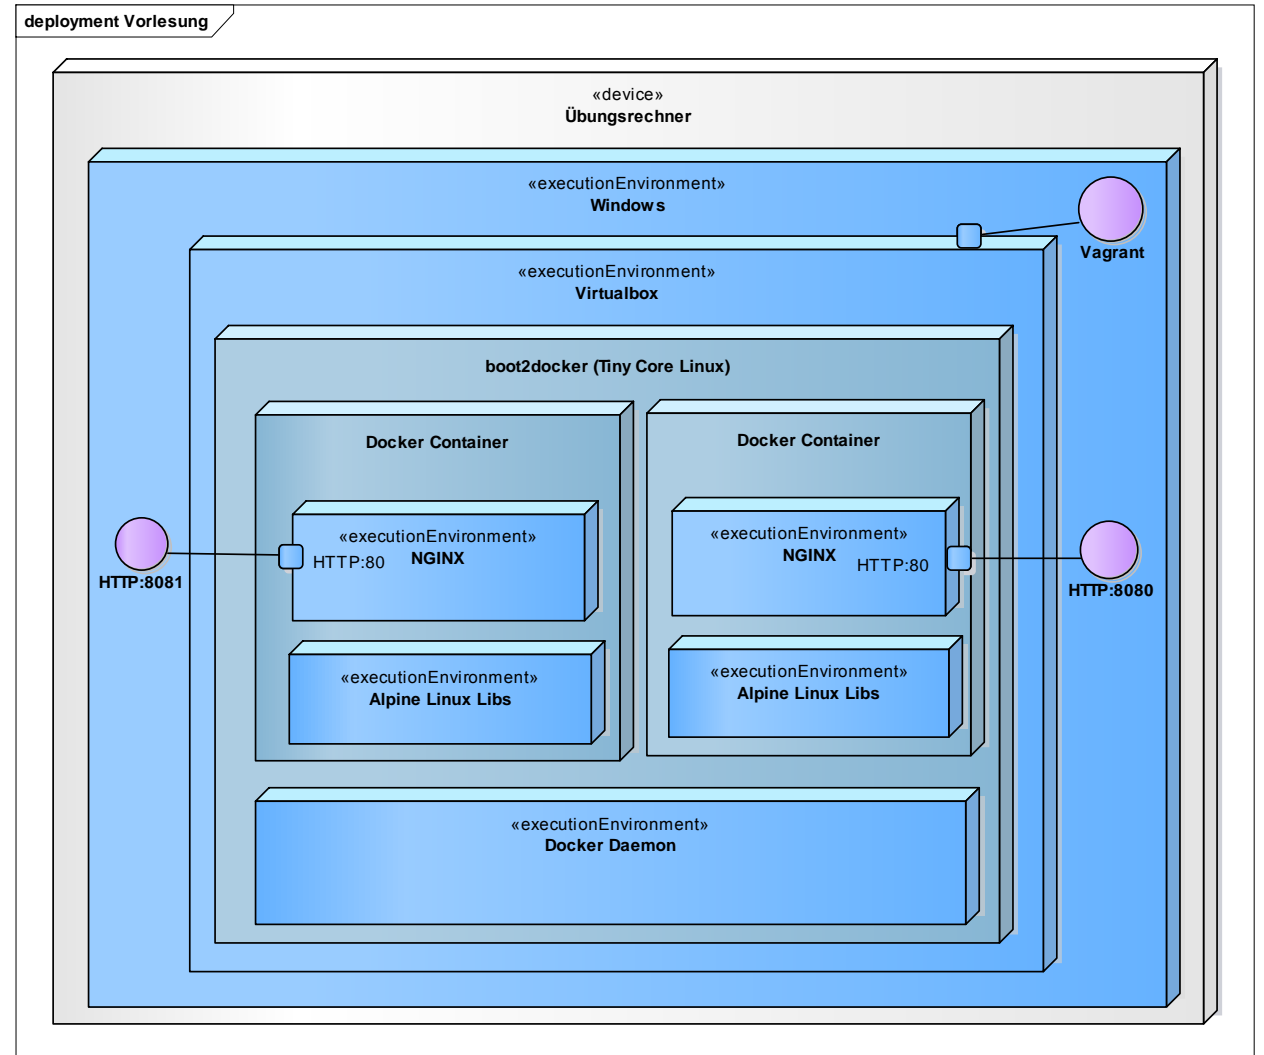 deployment Vorlesung
«device»
Übungsrechner
«executionEnvironment»
Windows
Vagrant
«executionEnvironment»
Virtualbox
boot2docker (Tiny Core Linux)
Docker Container
«executionEnvironment»
NGINX
HTTP:80
HTTP:8081
«executionEnvironment»
Alpine Linux Libs
Docker Container
«executionEnvironment»
NGINX
HTTP:80
HTTP:8080
«executionEnvironment»
Alpine Linux Libs
«executionEnvironment»
Docker Daemon